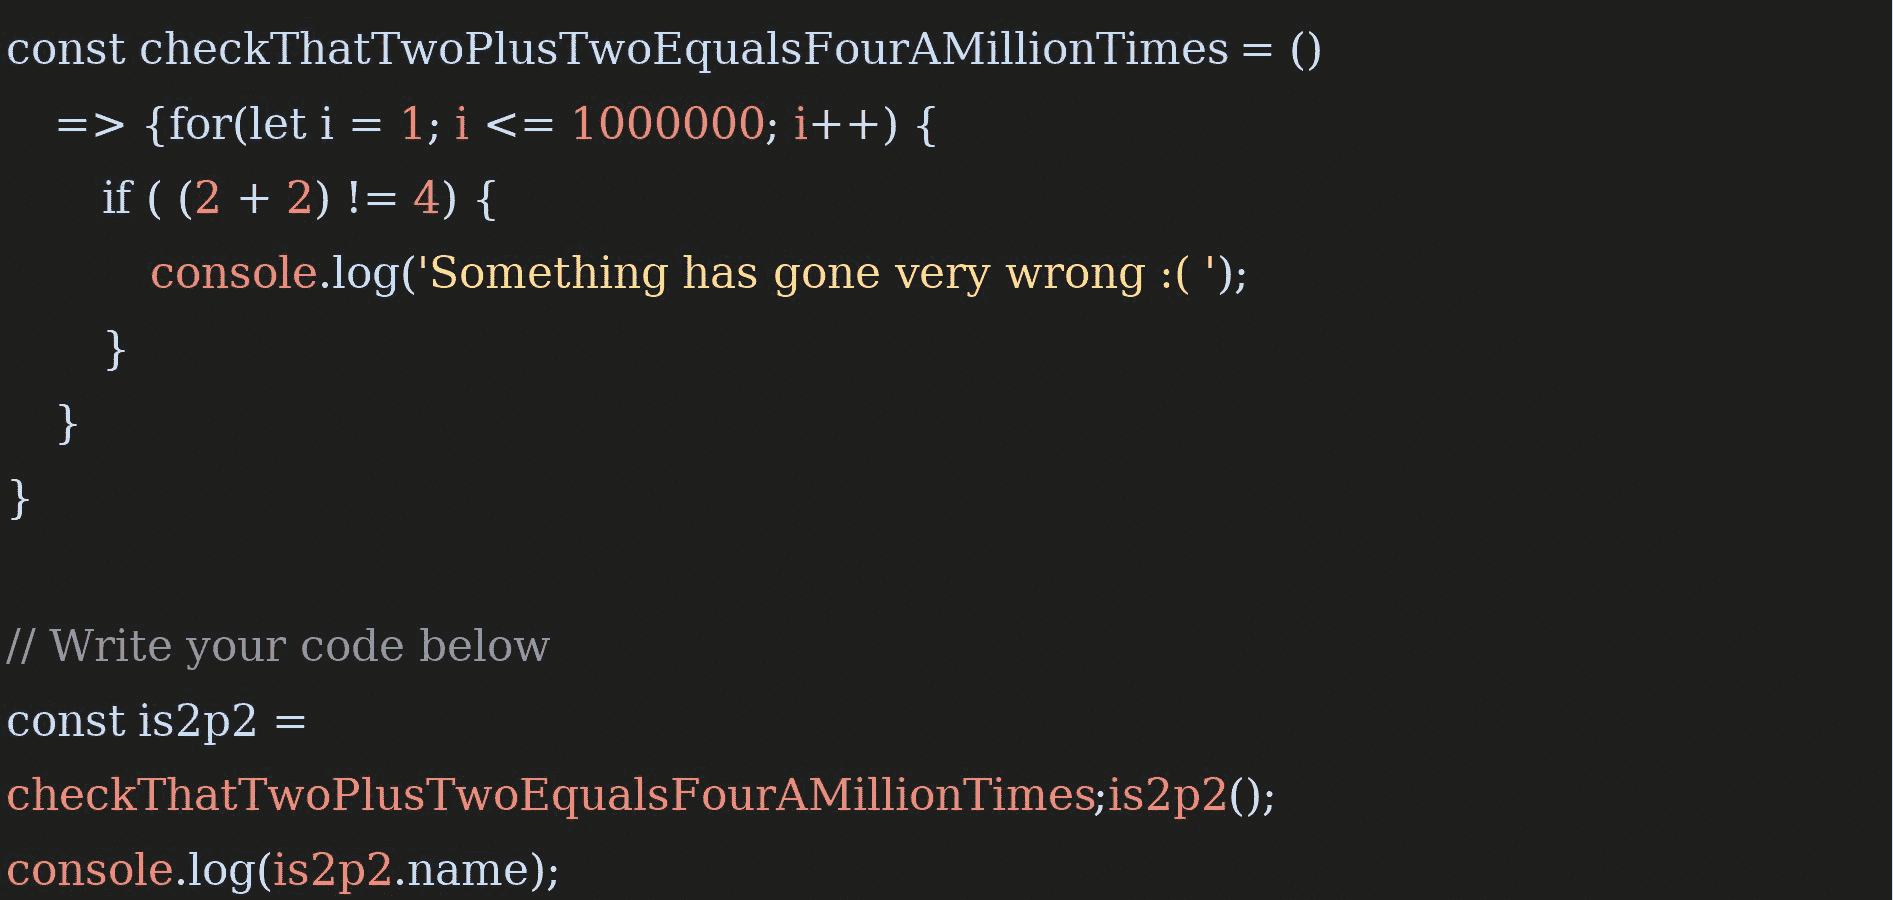 const checkThatTwoPlusTwoEqualsFourAMillionTimes = ()
=> {for(let i = 1; i <= 1000000; i++) {
if ( (2 + 2) != 4) {
console.log('Something has gone very wrong :( ');
}
}
}
// Write your code below
const is2p2 =
checkThatTwoPlusTwoEqualsFourAMillionTimes;is2p2();
console.log(is2p2.name);